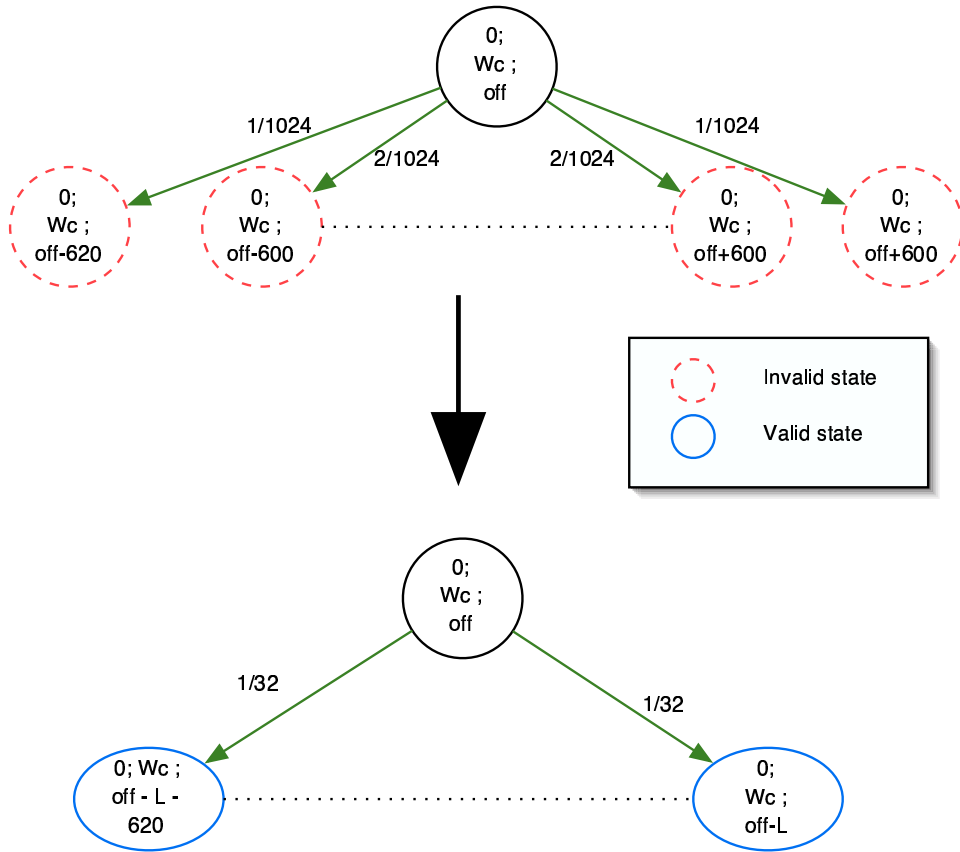 0;
Wc ;
off
1/1024
1/1024
2/1024
2/1024
0;
Wc ;
off-620
0;
Wc ;
off-600
0;
Wc ;
off+600
0;
Wc ;
off+600
Invalid state
Valid state
0;
Wc ;
off
1/32
1/32
0; Wc ;
off - L -
620
0;
Wc ;
off-L